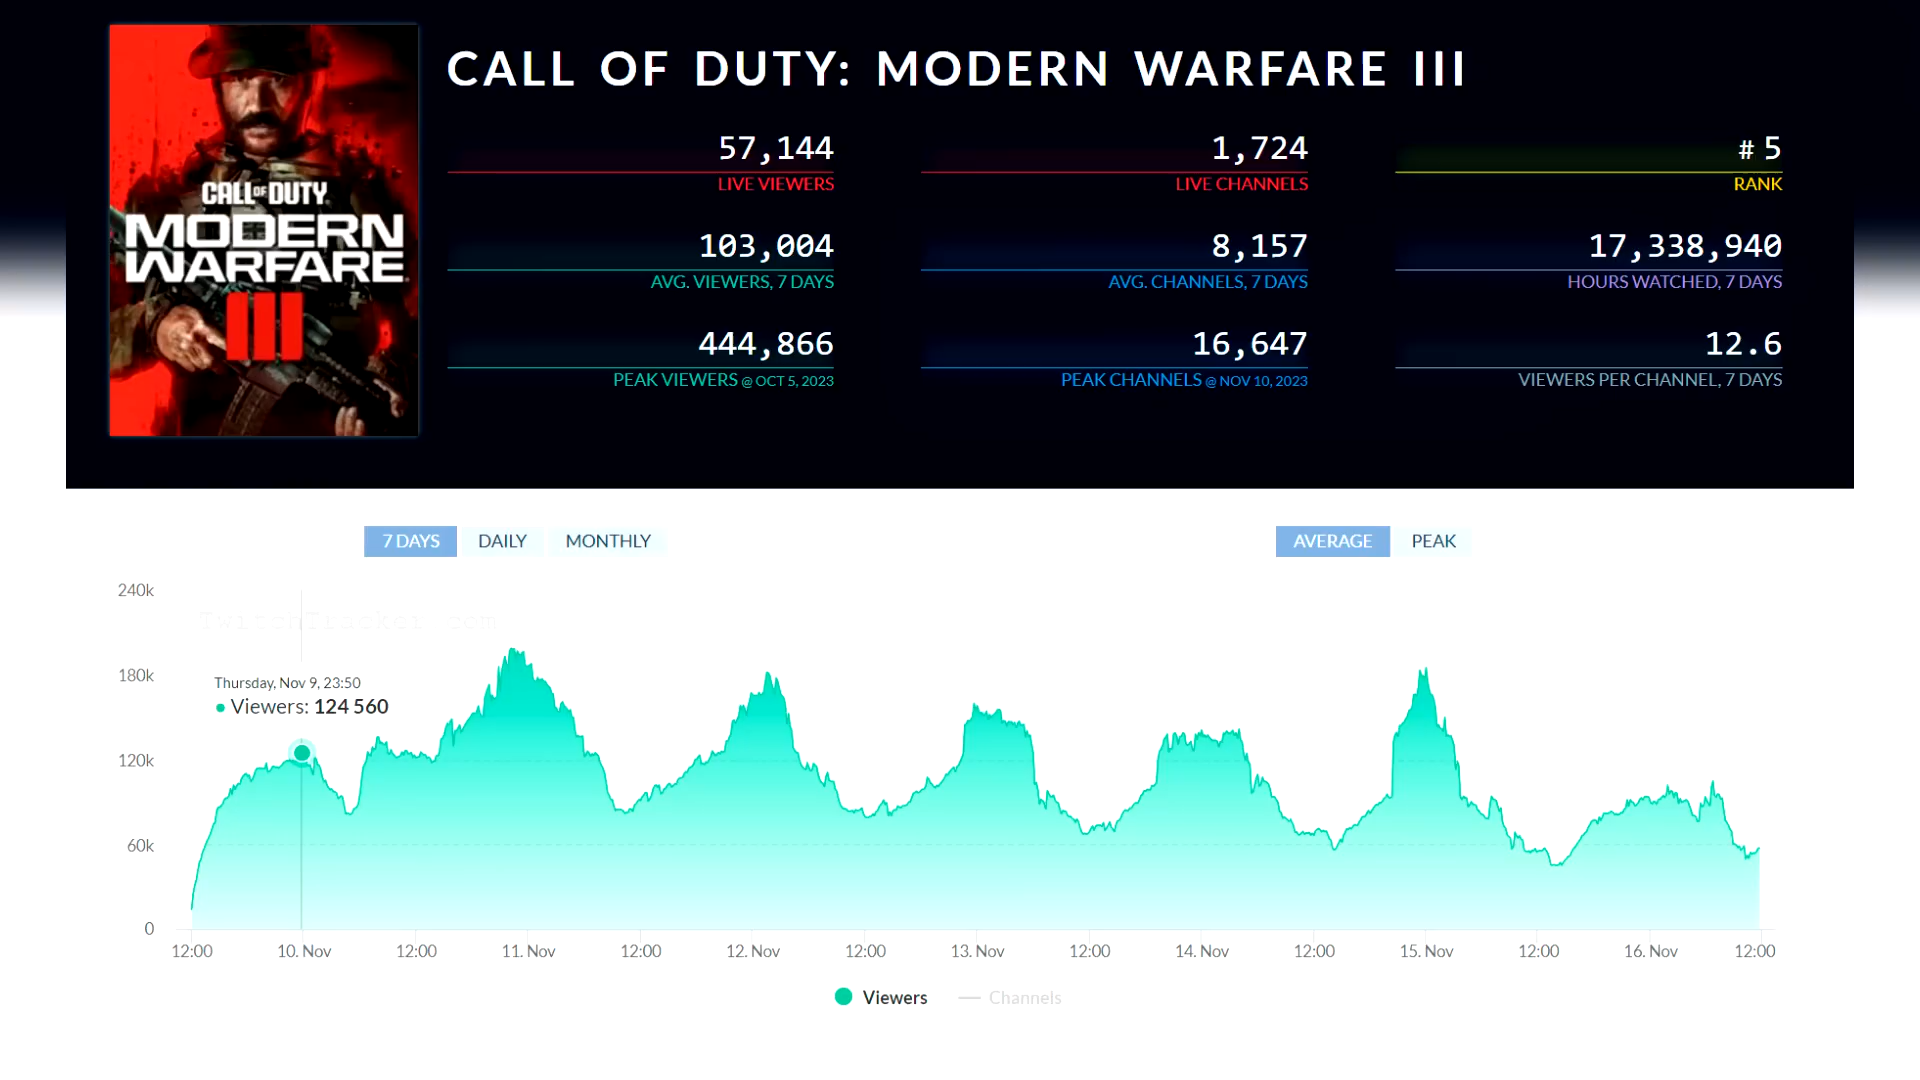 CALL OF DUTY: MODERN WARFARE III
CALL OF DUTY
MODERN
WARFARE
III
57,144
LIVE VIEWERS
1,724
LIVE CHANNELS
# 5
RANK
103,004
AVG. VIEWERS, 7 DAYS
8,157
AVG. CHANNELS, 7 DAYS
17,338,940
HOURS WATCHED, 7 DAYS
444,866
PEAK VIEWERS @ OCT 5, 2023
16,647
PEAK CHANNELS @ NOV 10, 2023
12.6
VIEWERS PER CHANNEL, 7 DAYS
7 DAYS DAILY MONTHLY
AVERAGE PEAK
240k
TwitchTracker.com
180k
Thursday, Nov 9, 23:50
Viewers: 124 560
120k
60k
0
12:00 10. Nov 12:00 11. Nov 12:00 12. Nov 12:00 13. Nov 12:00 14. Nov 12:00 15. Nov 12:00 16. Nov 12:00
Viewers Channels